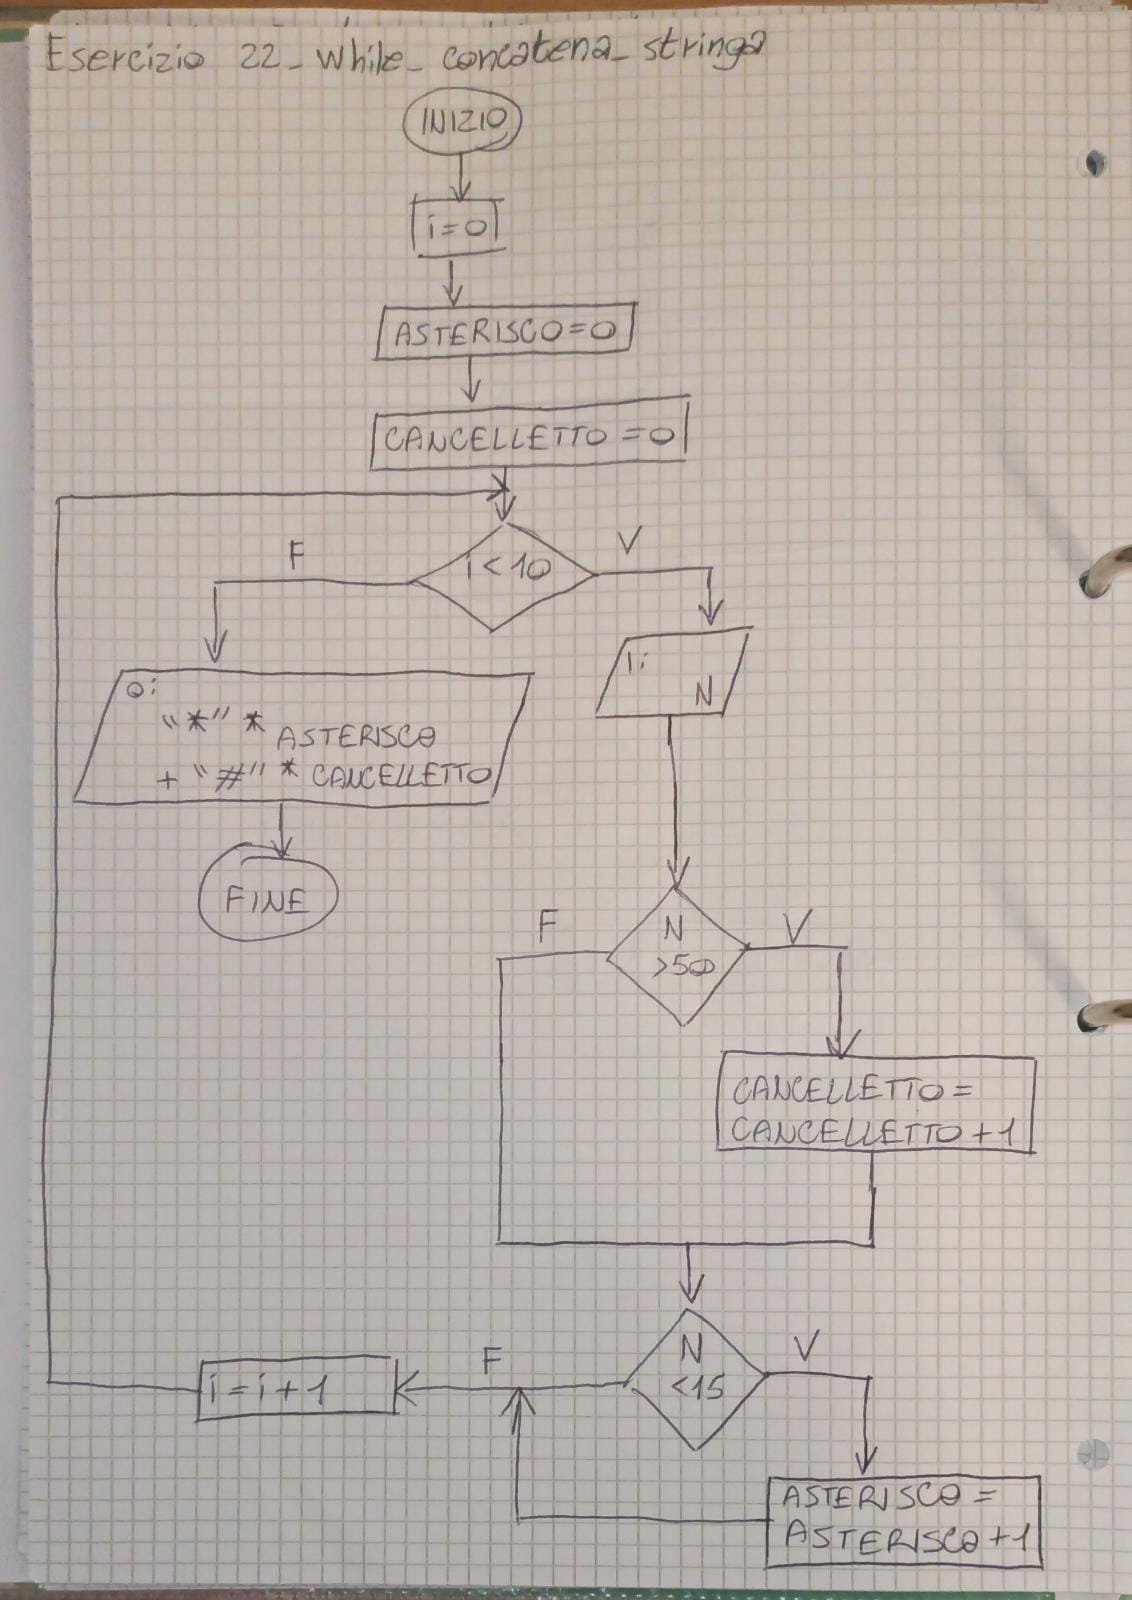 Esercizio 22_While_concatena_stringa
INIZIO
i=0
ASTERISCO=0
CANCELLETTO=0
F
i<10
V
O:
"*" * ASTERISCO
+ "#" * CANCELLETTO
I:
N
FINE
F
N
>50
V
CANCELLETTO=
CANCELLETTO+1
F
N
<15
V
i=i+1
ASTERISCO=
ASTERISCO+1